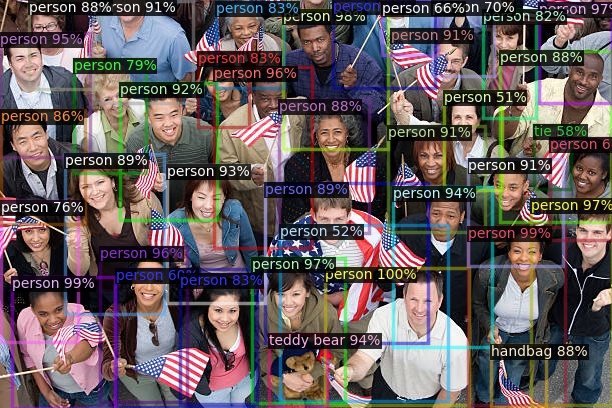 person 88%
person 91%
person 83%
person 98%
person
person 66%
person 70%
person 82%
person 97%
person 95%
person 91%
person 79%
person 83%
person 96%
person 88%
person 92%
person 51%
person 86%
person 88%
person 91%
tie 58%
person 6
person 89%
person 93%
person 91%
person 89%
person 94%
person 76%
person 97%
person 52%
person 99%
person 96%
person 97%
person 100%
person 99%
person 83%
teddy bear 94%
handbag 88%